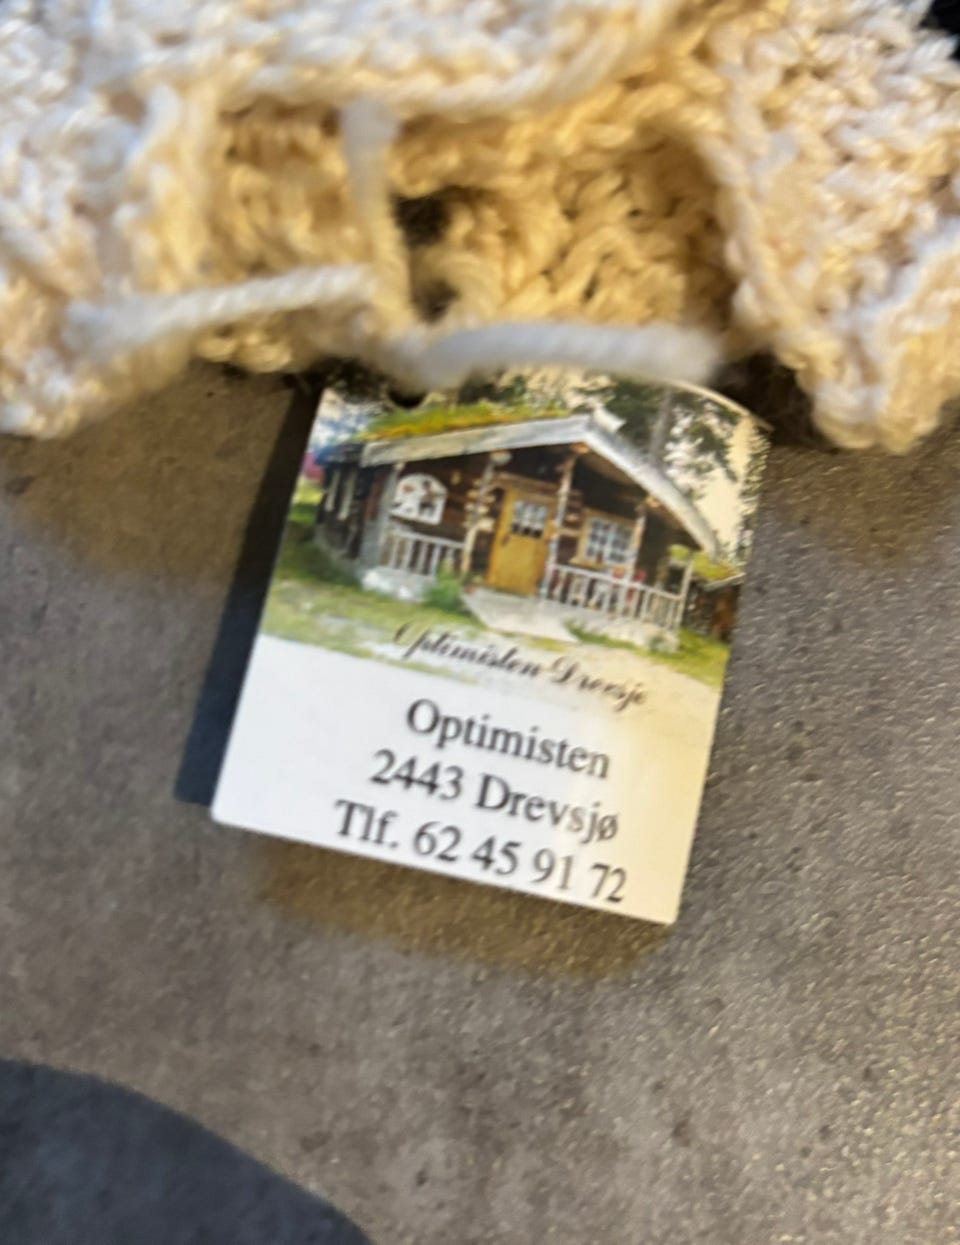 Optimisten Drevsjø
Optimisten
2443 Drevsjø
Tlf. 62 45 91 72